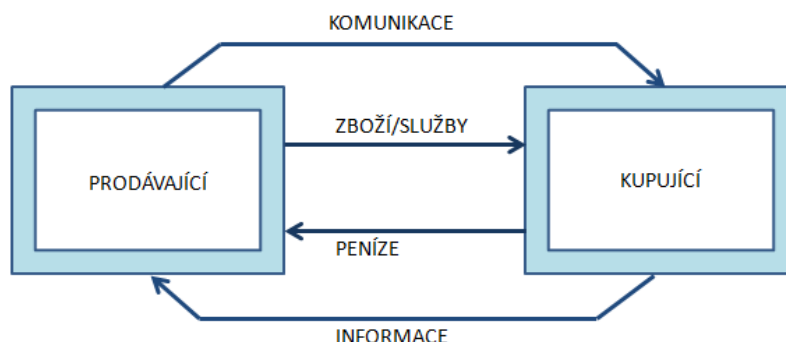 KOMUNIKACE
ZBOŽÍ/SLUŽBY
PRODÁVAJÍCÍ
KUPUJÍCÍ
PENÍZE
INFORMACE